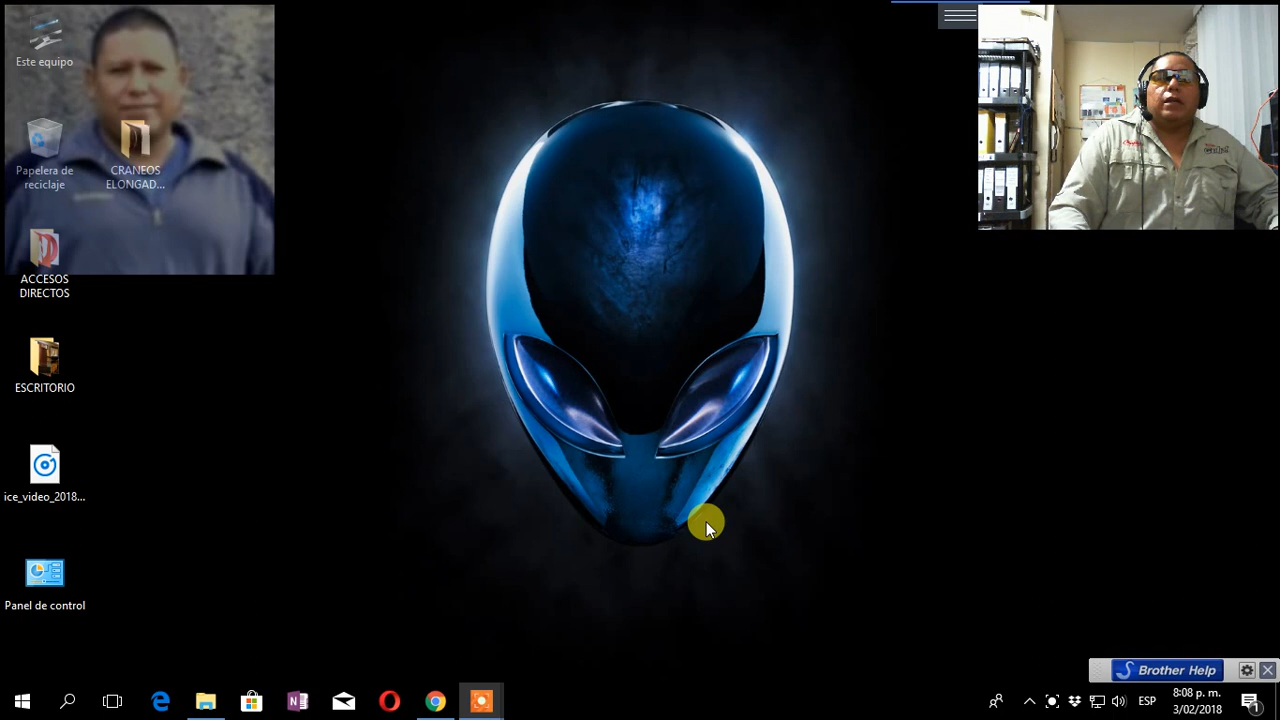 Este equipo
Papelera de
reciclaje
CRANEOS
ELONGAD...
ACCESOS
DIRECTOS
ESCRITORIO
ice_video_2018...
Panel de control
Brother Help
ESP
8:08 p. m.
3/02/2018
1